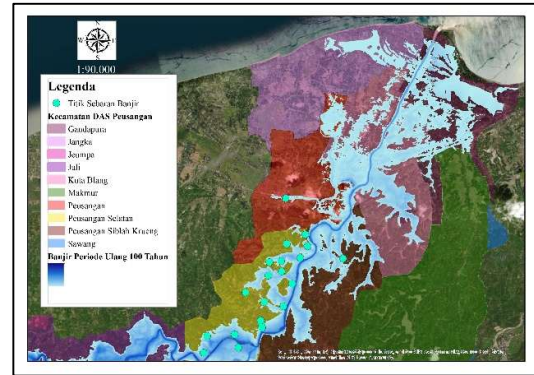 N
W
E
S
1:90.000
Legenda
Titik Sebaran Banjir
Kecamatan DAS Peusangan
Gandapura
Jangka
Jeumpa
Juli
Kuta Blang
Makmur
Peusangan
Peusangan Selatan
Peusangan Siblah Krueng
Sawang
Banjir Periode Ulang 100 Tahun